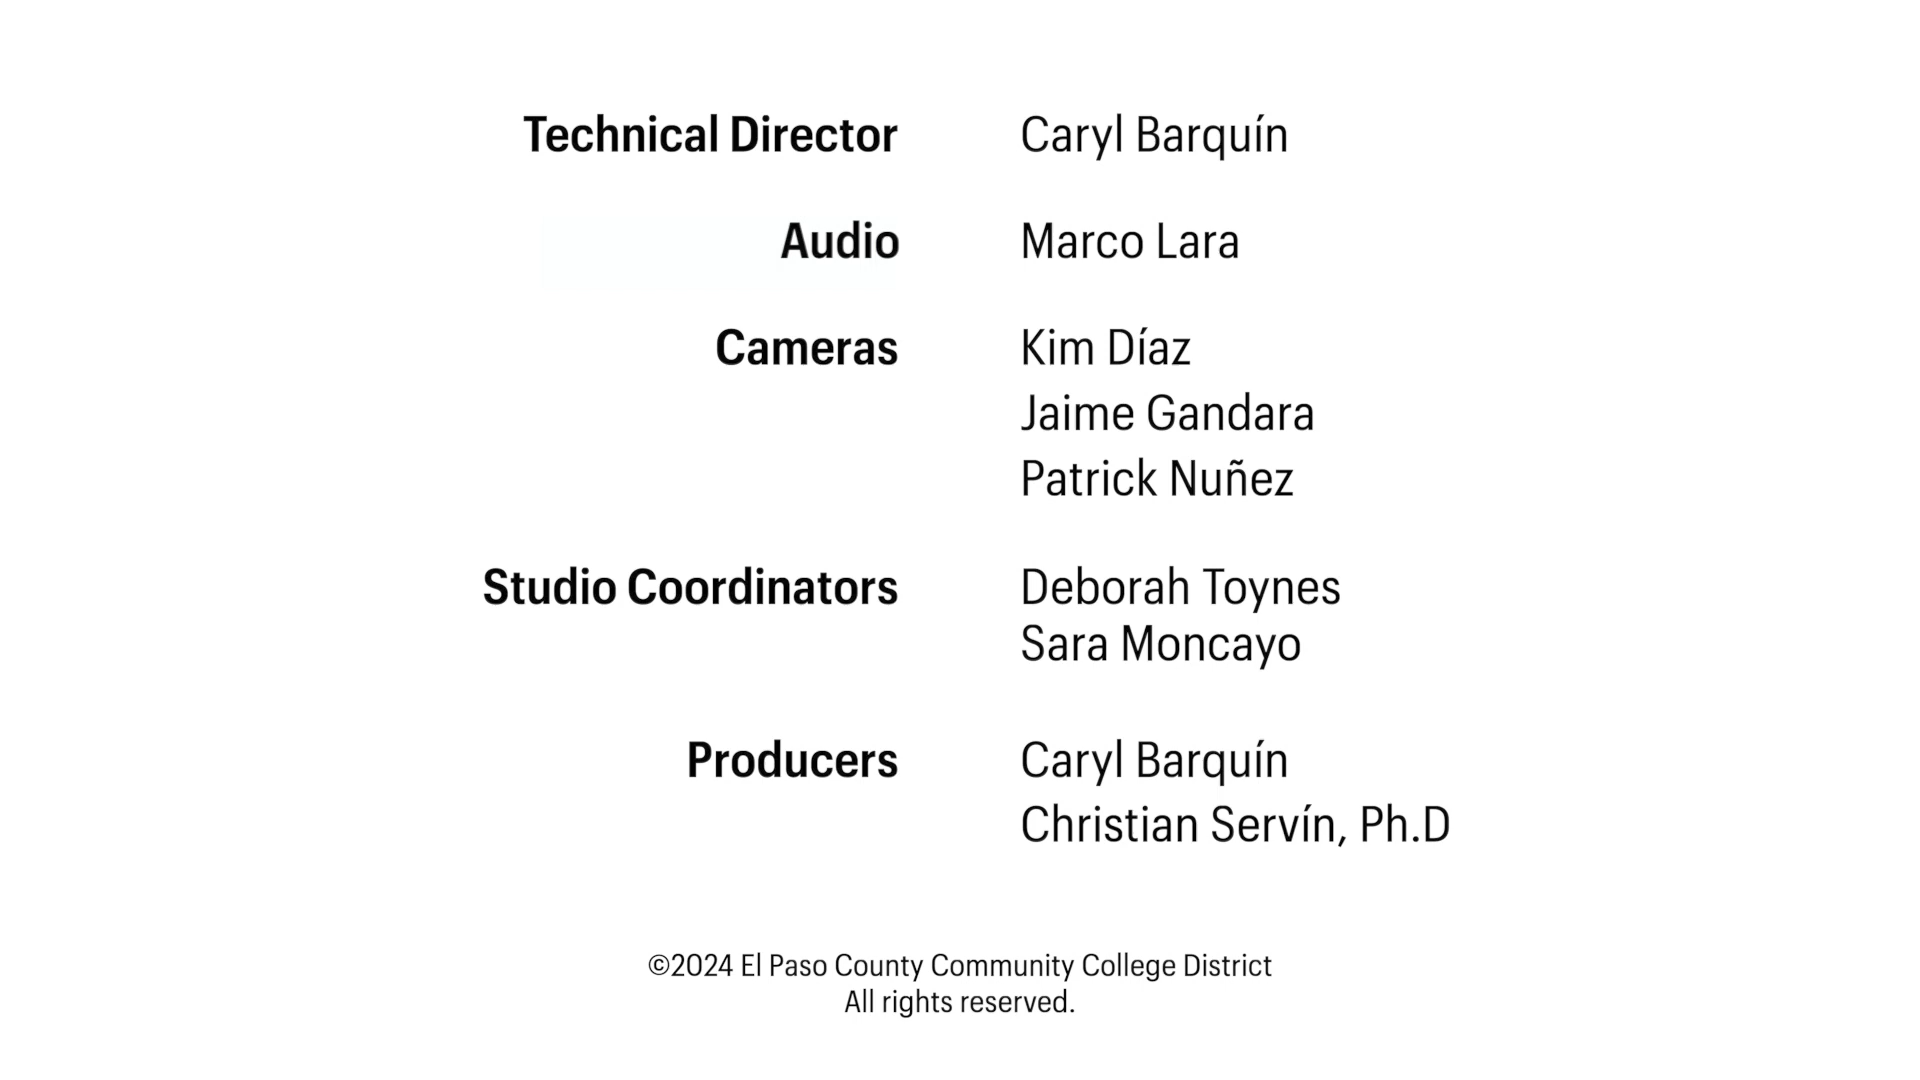 Technical Director Caryl Barquín
Audio Marco Lara
Cameras Kim Díaz
Jaime Gandara
Patrick Nuñez
Studio Coordinators Deborah Toynes
Sara Moncayo
Producers Caryl Barquín
Christian Servín, Ph.D
©2024 El Paso County Community College District
All rights reserved.